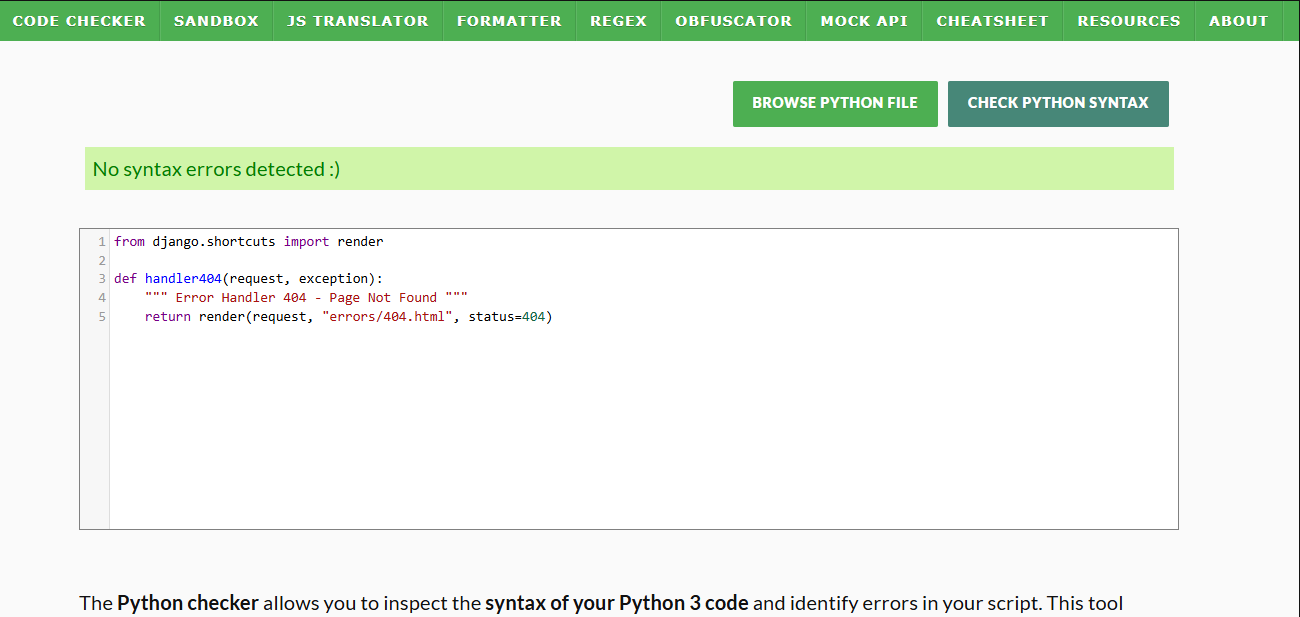 CODE CHECKER SANDBOX JS TRANSLATOR FORMATTER REGEX OBFUSCATOR MOCK API CHEATSHEET RESOURCES ABOUT
BROWSE PYTHON FILE CHECK PYTHON SYNTAX
No syntax errors detected :)
1 from django.shortcuts import render
2
3 def handler404(request, exception):
4     """ Error Handler 404 - Page Not Found """
5     return render(request, "errors/404.html", status=404)
The Python checker allows you to inspect the syntax of your Python 3 code and identify errors in your script. This tool